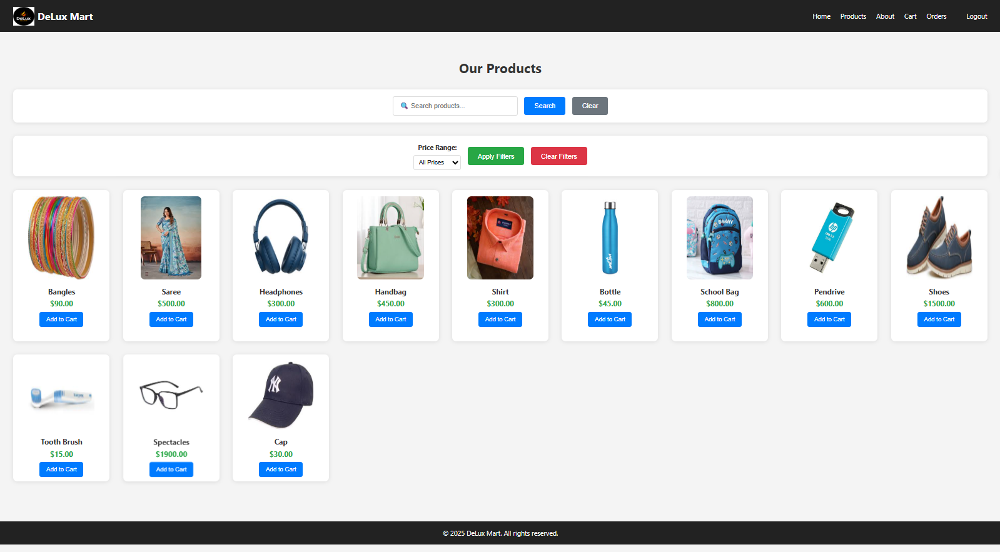 DeLux
DeLux Mart
Home Products About Cart Orders Logout
Our Products
🔍 Search products... Search Clear
Price Range:
All Prices Apply Filters Clear Filters
SANAY
hp
Bangles Saree Headphones Handbag Shirt Bottle School Bag Pendrive Shoes
$90.00 $500.00 $300.00 $450.00 $300.00 $45.00 $800.00 $600.00 $1500.00
Add to Cart Add to Cart Add to Cart Add to Cart Add to Cart Add to Cart Add to Cart Add to Cart Add to Cart
NY
Tooth Brush Spectacles Cap
$15.00 $1900.00 $30.00
Add to Cart Add to Cart Add to Cart
© 2025 DeLux Mart. All rights reserved.